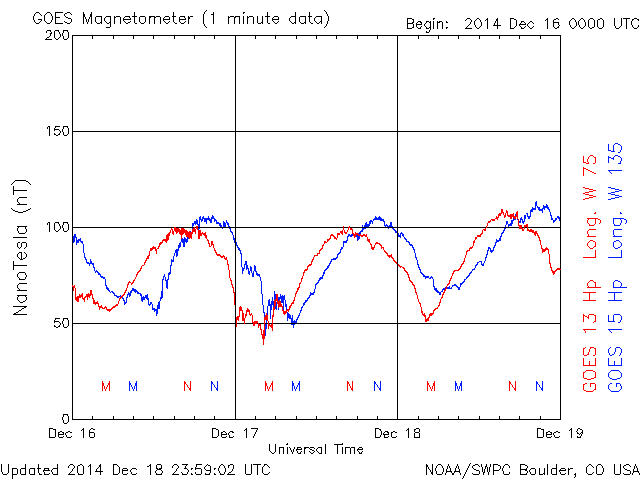 GOES Magnetometer (1 minute data)
Begin: 2014 Dec 16 0000 UTC
200
150
100
50
0
NanoTesla (nT)
M M N N M M N N M M N N
Dec 16 Dec 17 Dec 18 Dec 19
Universal Time
GOES 13 Hp Long. W 75
GOES 15 Hp Long. W 135
Updated 2014 Dec 18 23:59:02 UTC
NOAA/SWPC Boulder, CO USA